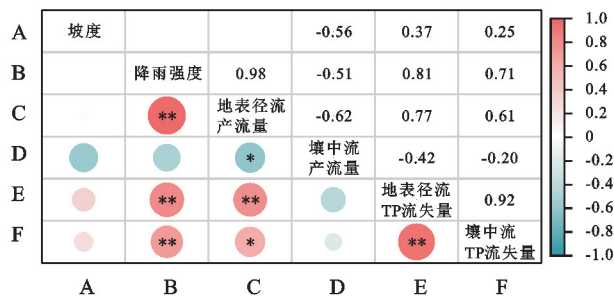 A 坡度 -0.56 0.37 0.25
B 降雨强度 0.98 -0.51 0.81 0.71
C ** 地表径流
产流量 -0.62 0.77 0.61
D * 壤中流
产流量 -0.42 -0.20
E ** ** 地表径流
TP流失量 0.92
F ** * ** 壤中流
TP流失量
A B C D E F
1.0
0.8
0.6
0.4
0.2
0
-0.2
-0.4
-0.6
-0.8
-1.0